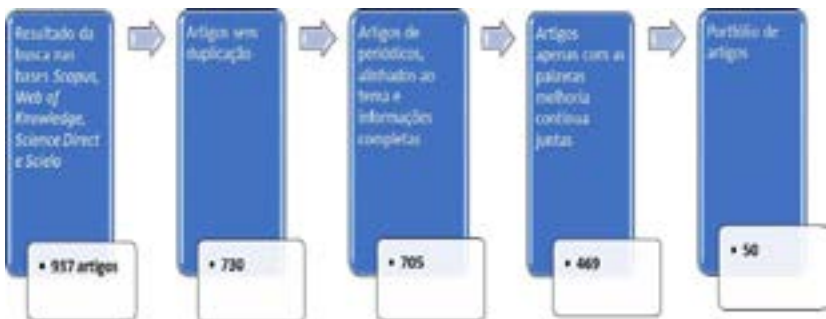 Resultado da
busca nas
bases Scopus,
Web of
Knowledge,
Science Direct
e Scielo
• 937 artigos
Artigos sem
duplicação
• 730
Artigos de
periódicos,
alinhados ao
tema e
informações
completas
• 705
Artigos
apenas com as
palavras
melhoria
contínua
juntas
• 469
Portfólio de
artigos
• 50